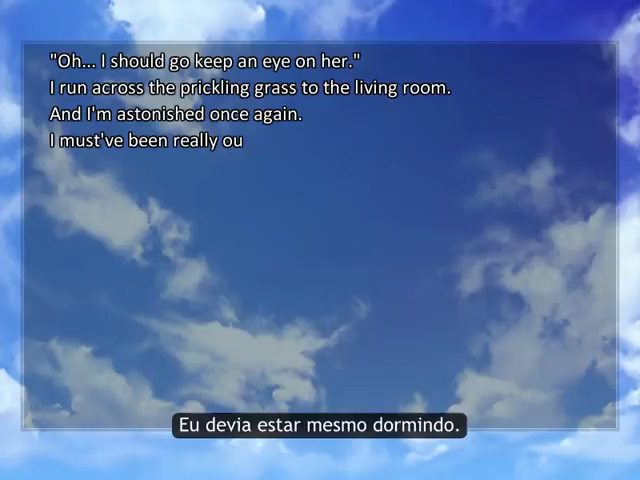 "Oh... I should go keep an eye on her."
I run across the prickling grass to the living room.
And I'm astonished once again.
I must've been really ou
Eu devia estar mesmo dormindo.